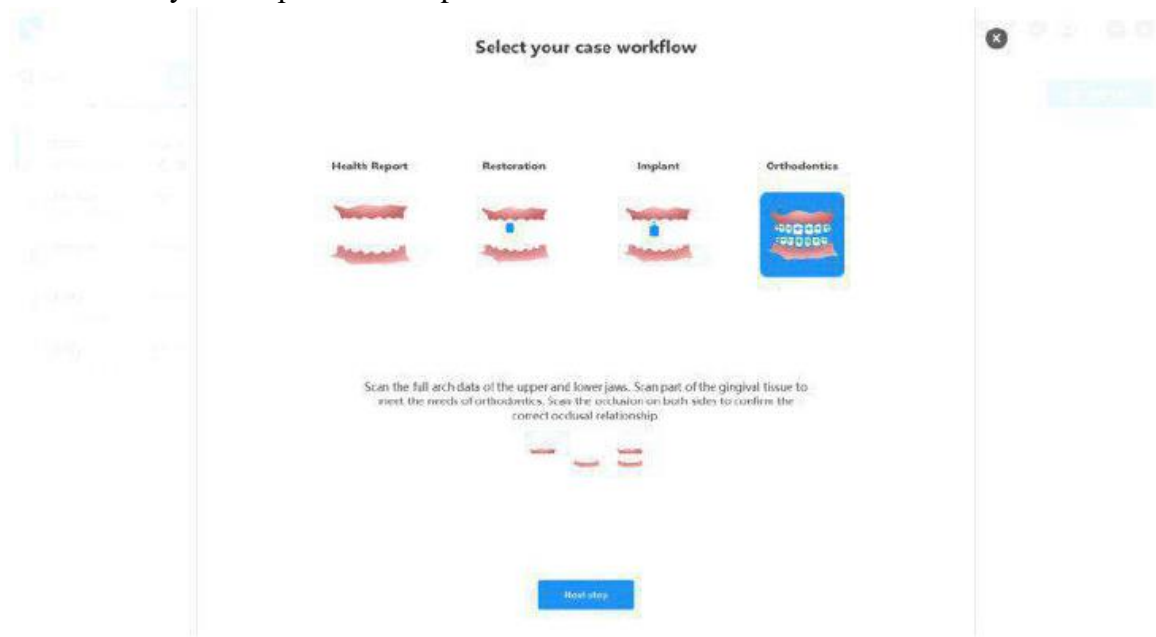 Select your case workflow
Health Report
Restoration
Implant
Orthodontics
Scan the full arch data of the upper and lower jaws. Scan part of the gingival tissue to
meet the needs of orthodontics. Scan the occlusion on both sides to confirm the
correct occlusal relationship
Next step